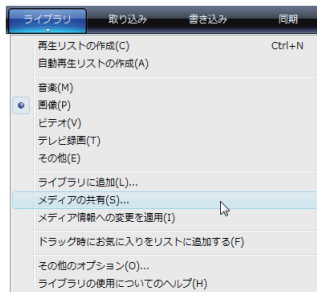 ライブラリ 取り込み 書き込み 同期
再生リストの作成(C) Ctrl+N
自動再生リストの作成(A)
音楽(M)
画像(P)
ビデオ(V)
テレビ録画(T)
その他(E)
ライブラリに追加(L)...
メディアの共有(S)...
メディア情報への変更を適用(I)
ドラッグ時にお気に入りをリストに追加する(F)
その他のオプション(O)...
ライブラリの使用についてのヘルプ(H)